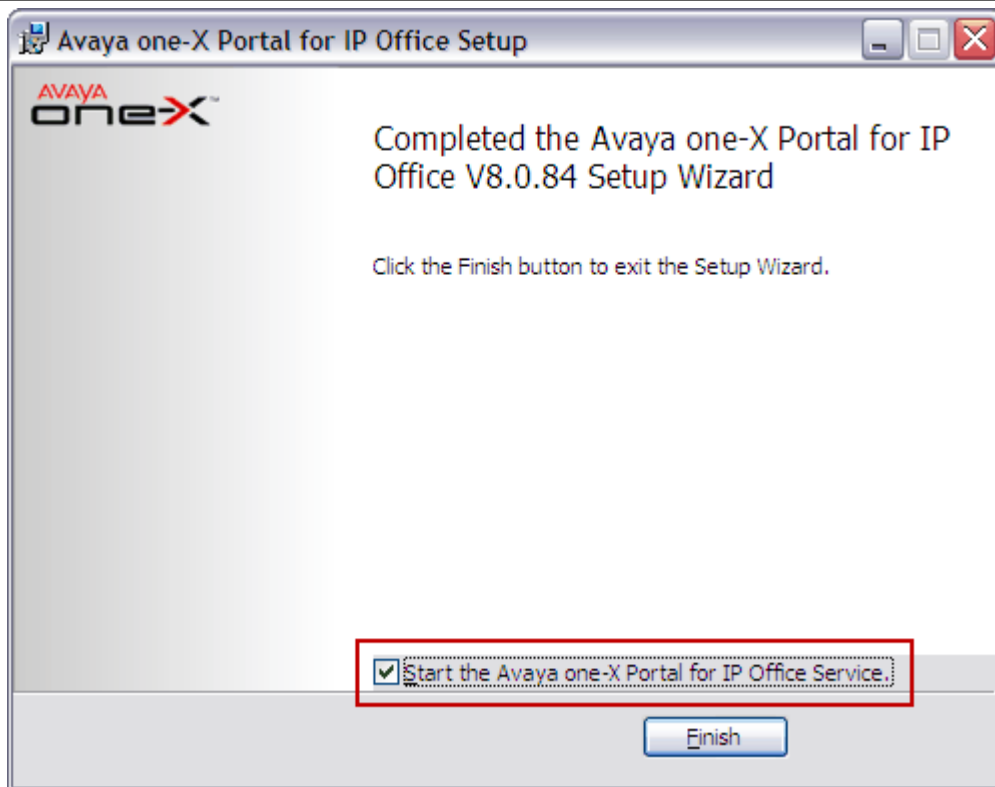 Avaya one-X Portal for IP Office Setup
AVAYA
one-X™
Completed the Avaya one-X Portal for IP
Office V8.0.84 Setup Wizard
Click the Finish button to exit the Setup Wizard.
Start the Avaya one-X Portal for IP Office Service.
Finish